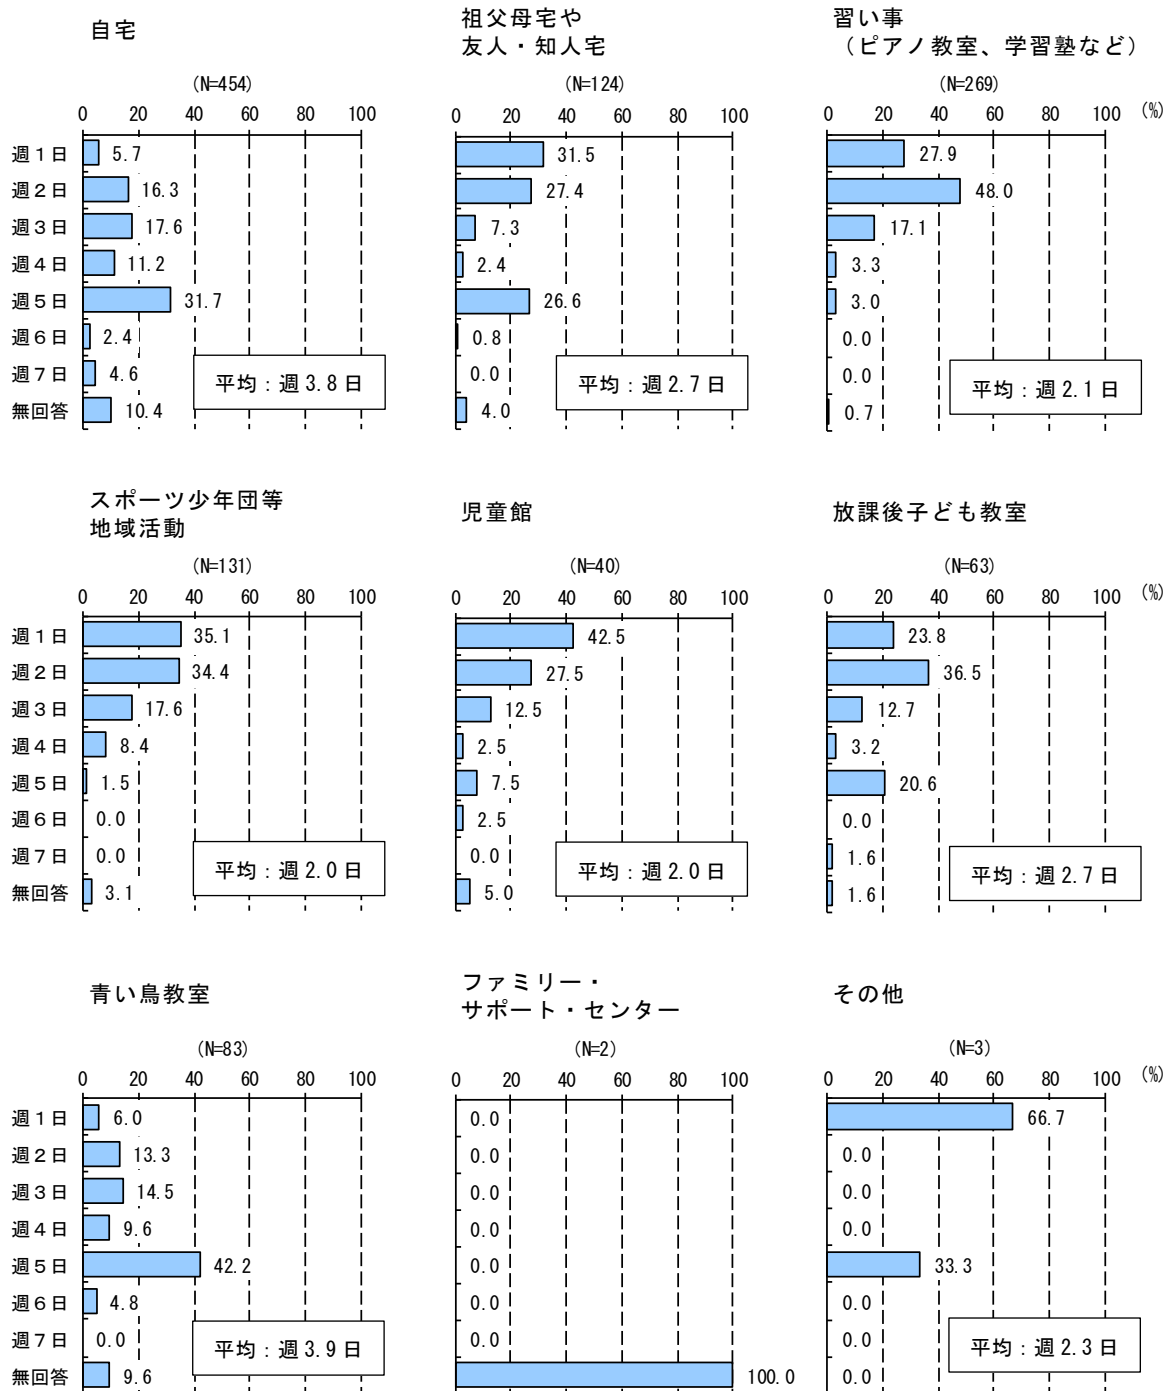 自宅
(N=454)
0 20 40 60 80 100
週1日 5.7
週2日 16.3
週3日 17.6
週4日 11.2
週5日 31.7
週6日 2.4
週7日 4.6
無回答 10.4
平均：週3.8日
祖父母宅や
友人・知人宅
(N=124)
0 20 40 60 80 100
31.5
27.4
7.3
2.4
26.6
0.8
0.0
4.0
平均：週2.7日
習い事
（ピアノ教室、学習塾など）
(N=269)
0 20 40 60 80 100 (%)
27.9
48.0
17.1
3.3
3.0
0.0
0.0
0.7
平均：週2.1日
スポーツ少年団等
地域活動
(N=131)
0 20 40 60 80 100
週1日 35.1
週2日 34.4
週3日 17.6
週4日 8.4
週5日 1.5
週6日 0.0
週7日 0.0
無回答 3.1
平均：週2.0日
児童館
(N=40)
0 20 40 60 80 100
42.5
27.5
12.5
2.5
7.5
2.5
0.0
5.0
平均：週2.0日
放課後子ども教室
(N=63)
0 20 40 60 80 100 (%)
23.8
36.5
12.7
3.2
20.6
0.0
1.6
1.6
平均：週2.7日
青い鳥教室
(N=83)
0 20 40 60 80 100
週1日 6.0
週2日 13.3
週3日 14.5
週4日 9.6
週5日 42.2
週6日 4.8
週7日 0.0
無回答 9.6
平均：週3.9日
ファミリー・
サポート・センター
(N=2)
0 20 40 60 80 100
0.0
0.0
0.0
0.0
0.0
0.0
0.0
100.0
その他
(N=3)
0 20 40 60 80 100 (%)
66.7
0.0
0.0
0.0
33.3
0.0
0.0
0.0
平均：週2.3日